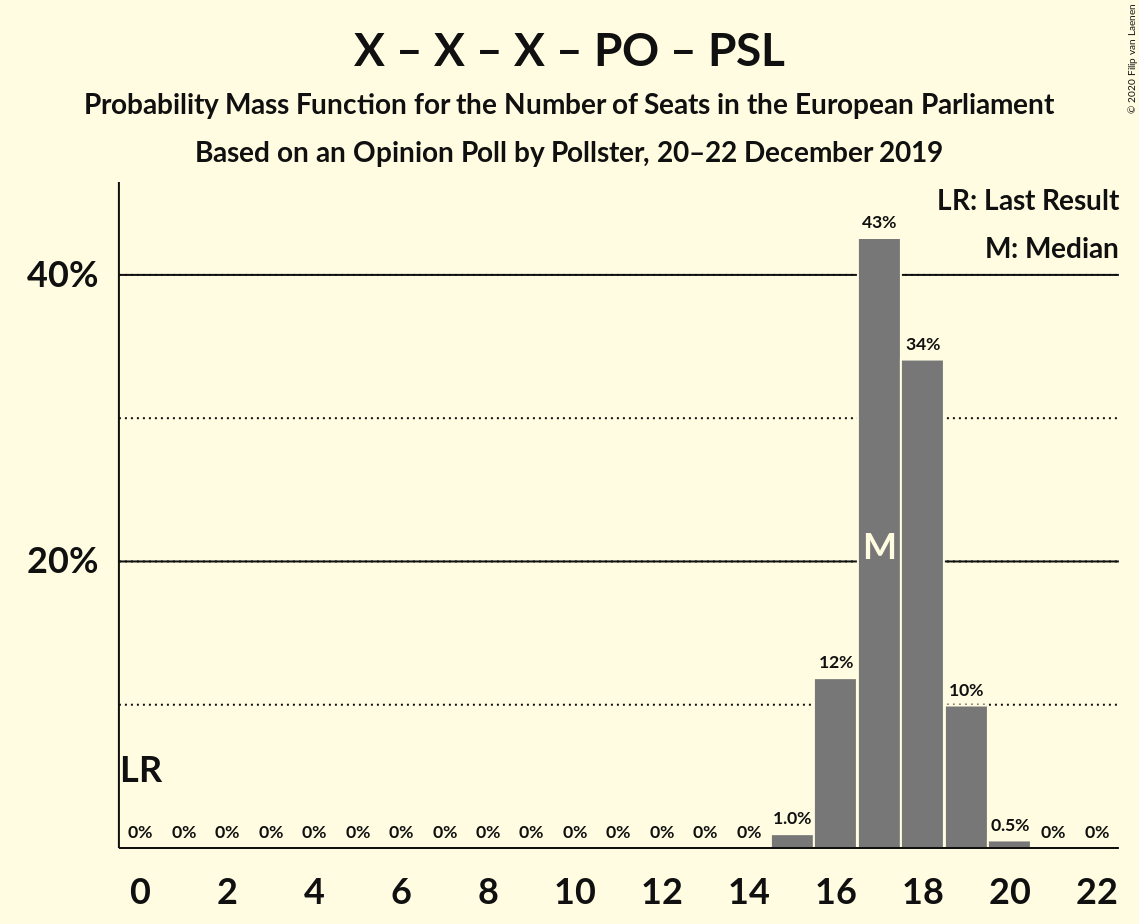 X – X – X – PO – PSL
Probability Mass Function for the Number of Seats in the European Parliament
Based on an Opinion Poll by Pollster, 20–22 December 2019
© 2020 Filip van Laenen
LR: Last Result
M: Median
40%
20%
43%
34%
M
12%
10%
LR
0% 0% 0% 0% 0% 0% 0% 0% 0% 0% 0% 0% 0% 0% 0% 1.0% 0.5% 0% 0%
0 2 4 6 8 10 12 14 16 18 20 22